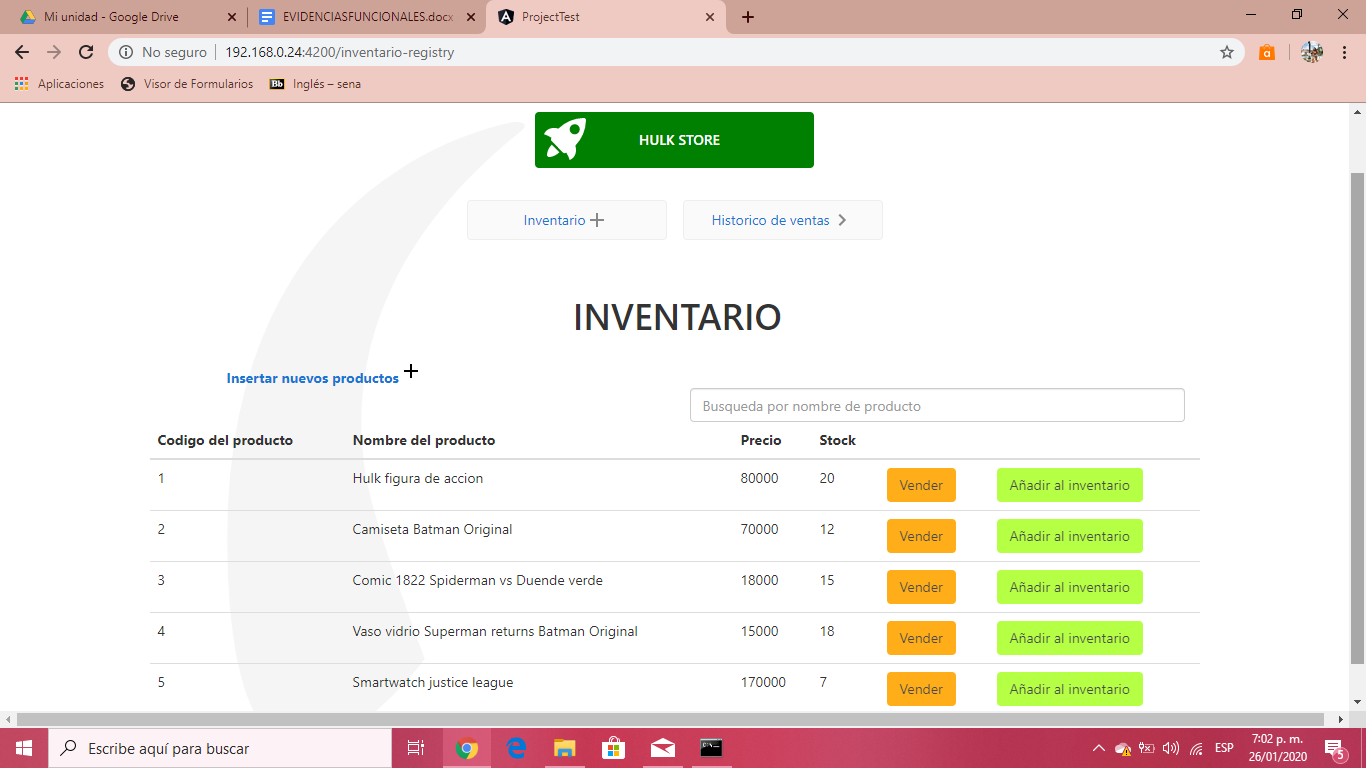 Mi unidad - Google Drive
EVIDENCIASFUNCIONALES.docx
ProjectTest
No seguro
192.168.0.24:4200/inventario-registry
Aplicaciones
Visor de Formularios
Bb
Inglés – sena
HULK STORE
Inventario
Historico de ventas
INVENTARIO
Insertar nuevos productos
Busqueda por nombre de producto
Codigo del producto Nombre del producto Precio Stock
1 Hulk figura de accion 80000 20 Vender Añadir al inventario
2 Camiseta Batman Original 70000 12 Vender Añadir al inventario
3 Comic 1822 Spiderman vs Duende verde 18000 15 Vender Añadir al inventario
4 Vaso vidrio Superman returns Batman Original 15000 18 Vender Añadir al inventario
5 Smartwatch justice league 170000 7 Vender Añadir al inventario
Escribe aquí para buscar
ESP
7:02 p. m.
26/01/2020
5